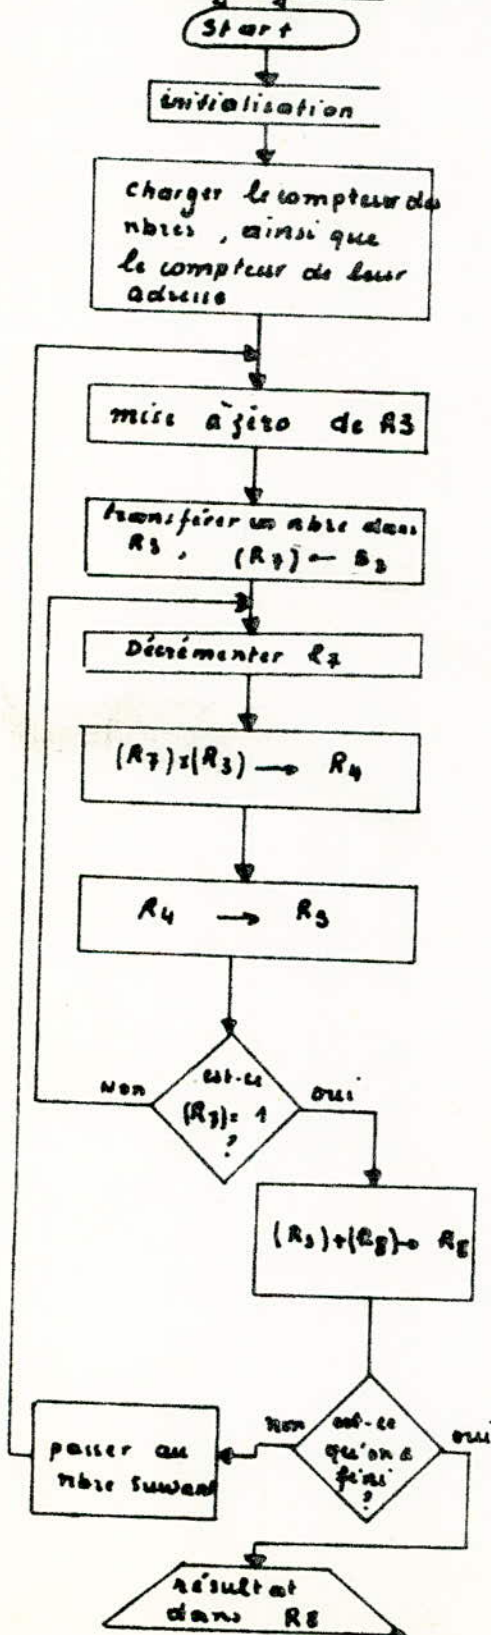 Start
initialisation
charger le compteur des
nbres, ainsi que
le compteur de leur
adresse
mise à zéro de R3
transférer un nbre dans
R3, (R7) ← R3
Décrémenter R7
(R7)x(R3) → R4
R4 → R3
est-ce
Non
oui
(R7)= 1
?
(R3)+(R8)→ R8
non
est-ce
oui
qu'on a
fini
?
passer au
nbre suivant
résultat
dans R8